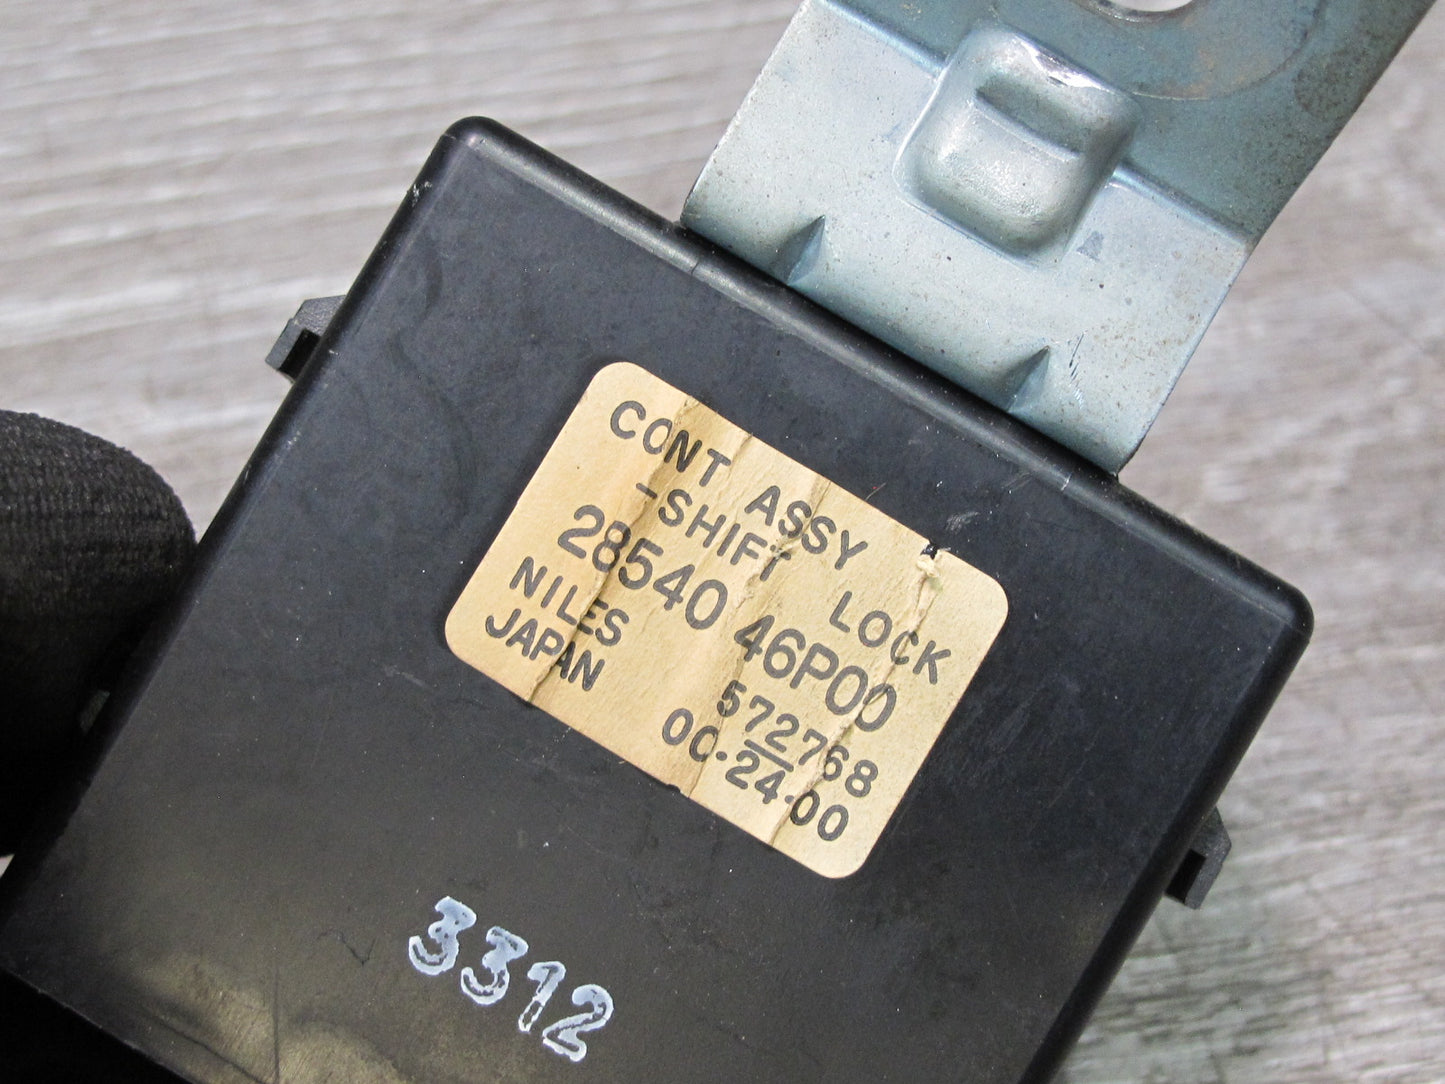 CONT ASSY
-SHIFT LOCK
28540 46P00
NILES 572768
JAPAN 00.24.00
3312